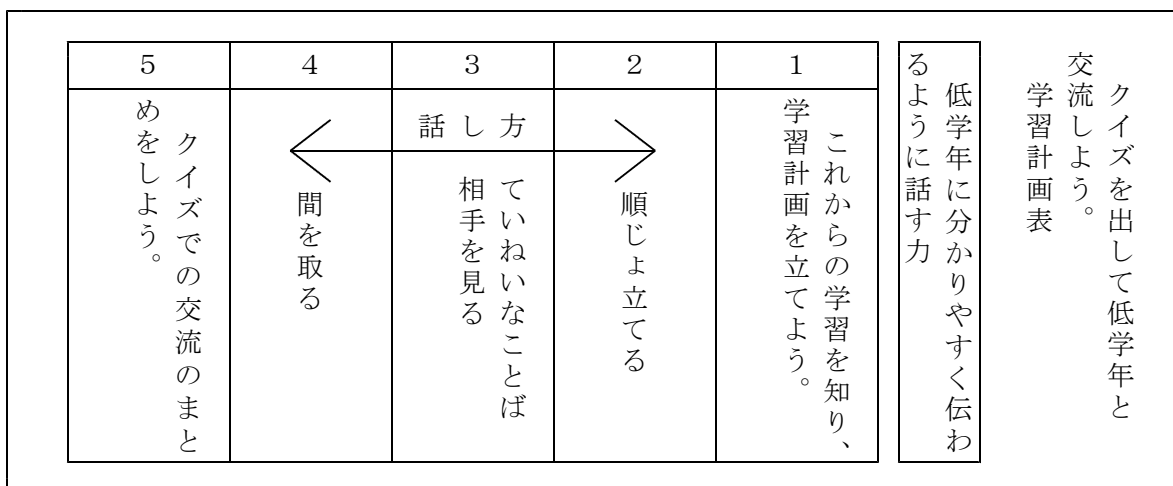 クイズを出して低学年と
交流しよう。
学習計画表
低学年に分かりやすく伝わ
るように話す力
1
これからの学習を知り、
学習計画を立てよう。
2
順じょ立てる
3
話し方
ていねいなことば
相手を見る
4
間を取る
5
クイズでの交流のまと
めをしよう。